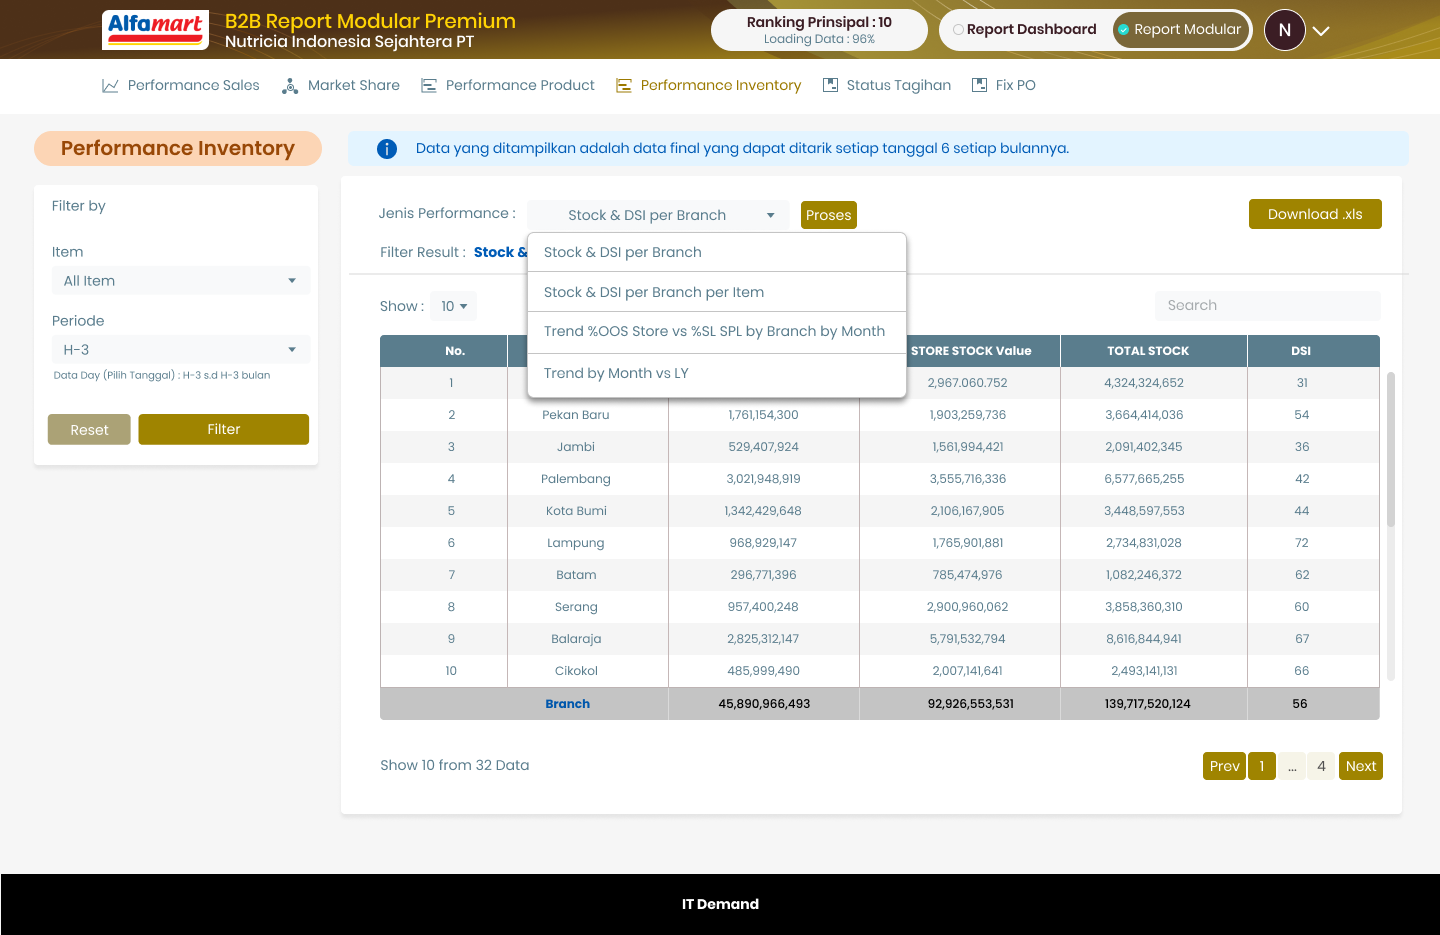 Alfamart
B2B Report Modular Premium
Nutricia Indonesia Sejahtera PT
Ranking Prinsipal : 10
Loading Data : 96%
Report Dashboard
Report Modular
N
Performance Sales
Market Share
Performance Product
Performance Inventory
Status Tagihan
Fix PO
Performance Inventory
Data yang ditampilkan adalah data final yang dapat ditarik setiap tanggal 6 setiap bulannya.
Filter by
Item
All Item
Periode
H-3
Data Day (Pilih Tanggal) : H-3 s.d H-3 bulan
Reset
Filter
Jenis Performance :
Stock & DSI per Branch
Proses
Download .xls
Filter Result : Stock &
Stock & DSI per Branch
Stock & DSI per Branch per Item
Trend %OOS Store vs %SL SPL by Branch by Month
Trend by Month vs LY
Show : 10
Search
No. STORE STOCK Value TOTAL STOCK DSI
1 2,967.060.752 4,324,324,652 31
2 Pekan Baru 1,761,154,300 1,903,259,736 3,664,414,036 54
3 Jambi 529,407,924 1,561,994,421 2,091,402,345 36
4 Palembang 3,021,948,919 3,555,716,336 6,577,665,255 42
5 Kota Bumi 1,342,429,648 2,106,167,905 3,448,597,553 44
6 Lampung 968,929,147 1,765,901,881 2,734,831,028 72
7 Batam 296,771,396 785,474,976 1,082,246,372 62
8 Serang 957,400,248 2,900,960,062 3,858,360,310 60
9 Balaraja 2,825,312,147 5,791,532,794 8,616,844,941 67
10 Cikokol 485,999,490 2,007,141,641 2,493,141,131 66
Branch 45,890,966,493 92,926,553,531 139,717,520,124 56
Show 10 from 32 Data
Prev 1 ... 4 Next
IT Demand